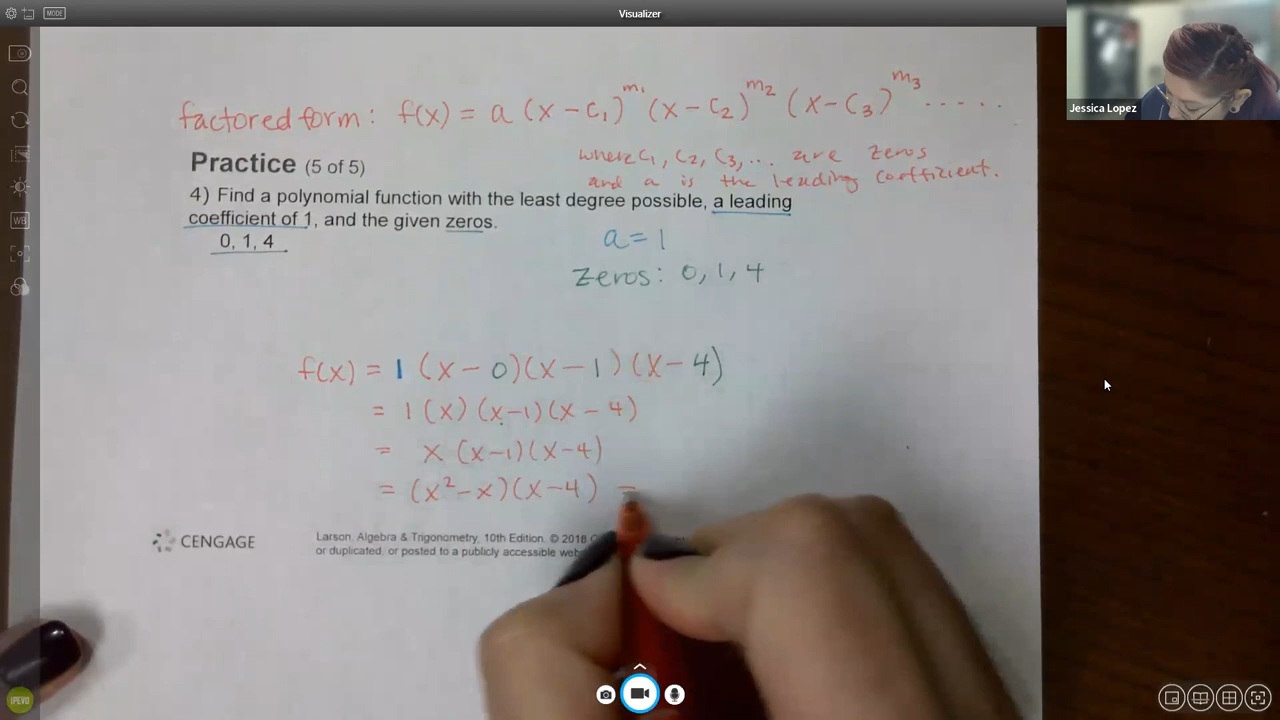 MODE
Visualizer
Jessica Lopez
factored form: f(x) = a (x - c₁)^m₁ (x - c₂)^m₂ (x - c₃)^m₃ .....
where c₁, c₂, c₃, ... are zeros
and a is the leading coefficient.
Practice (5 of 5)
4) Find a polynomial function with the least degree possible, a leading
coefficient of 1, and the given zeros.
0, 1, 4
a = 1
zeros: 0, 1, 4
f(x) = 1 (x - 0)(x - 1)(x - 4)
= 1 (x) (x-1)(x - 4)
= x (x-1)(x-4)
= (x² - x)(x-4) =
CENGAGE
Larson, Algebra & Trigonometry, 10th Edition. © 2018
or duplicated, or posted to a publicly accessible
WB
IPEVO